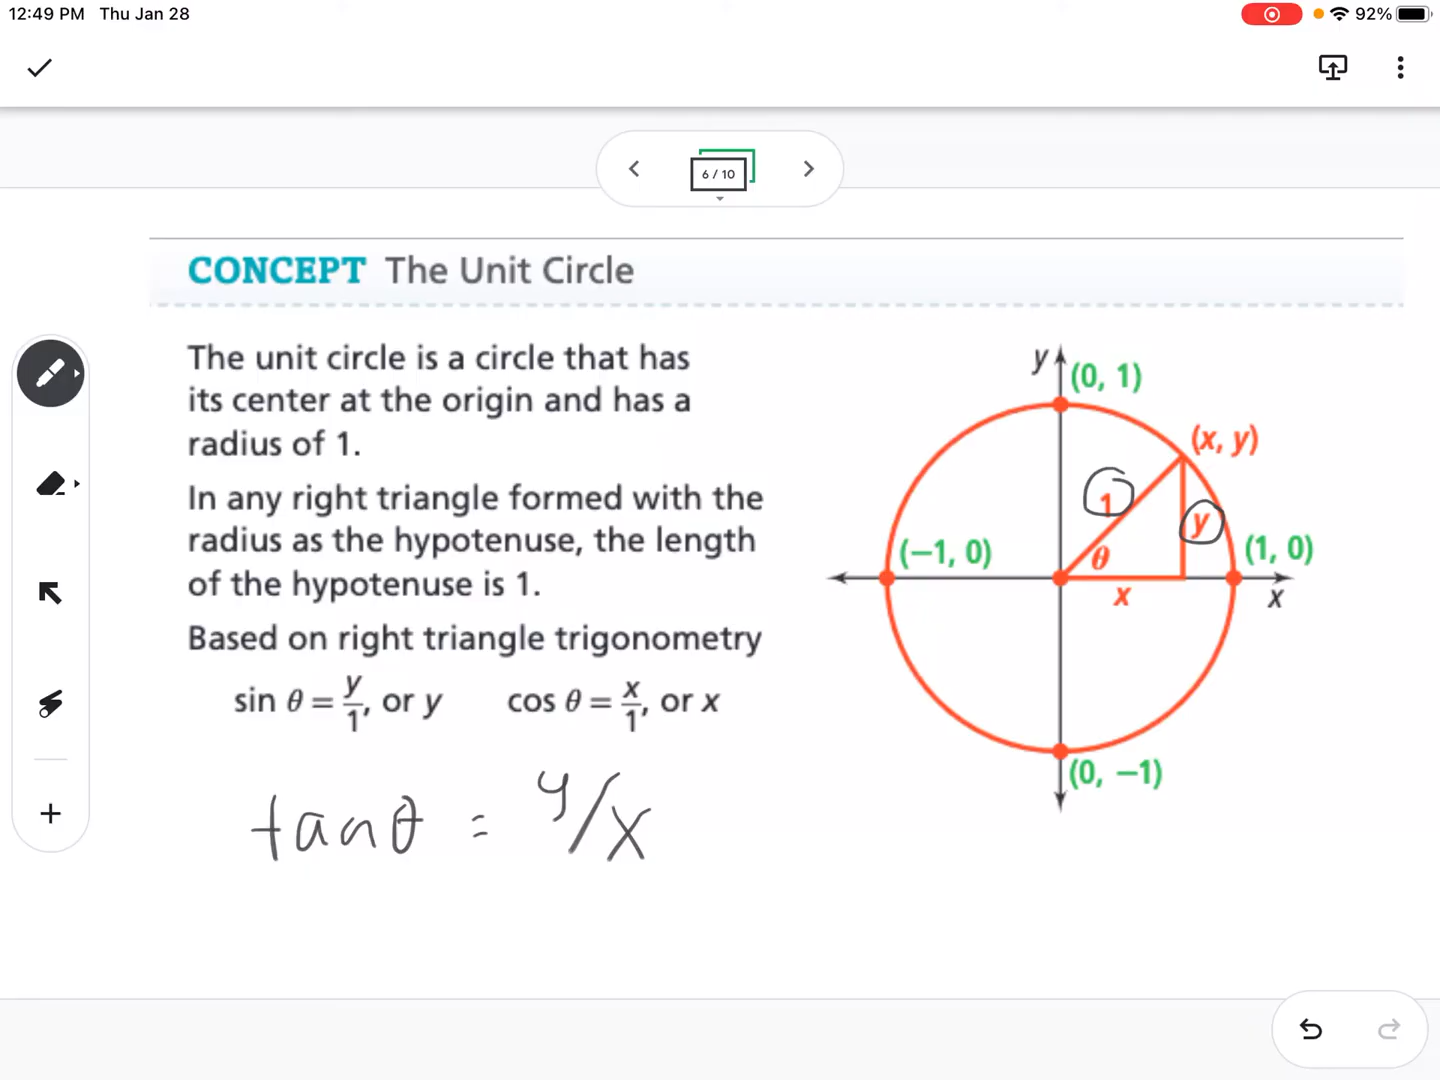 12:49 PM Thu Jan 28
92%
6 / 10
CONCEPT The Unit Circle
The unit circle is a circle that has
its center at the origin and has a
radius of 1.
In any right triangle formed with the
radius as the hypotenuse, the length
of the hypotenuse is 1.
Based on right triangle trigonometry
sin θ = y/1, or y cos θ = x/1, or x
tanθ = y/x
y
(0, 1)
(x, y)
1
y
(−1, 0)
θ
(1, 0)
x
x
(0, −1)